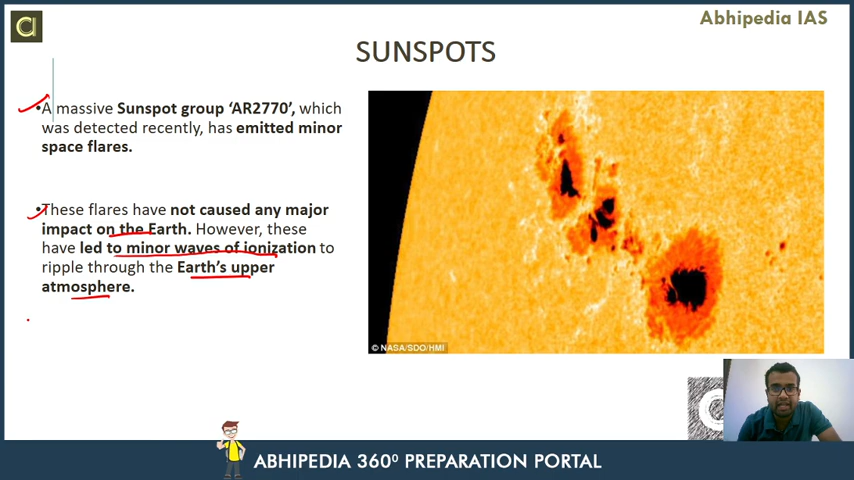 Abhipedia IAS
SUNSPOTS
•A massive Sunspot group ‘AR2770’, which
was detected recently, has emitted minor
space flares.
•These flares have not caused any major
impact on the Earth. However, these
have led to minor waves of ionization to
ripple through the Earth’s upper
atmosphere.
© NASA/SDO/HMI
ABHIPEDIA 360⁰ PREPARATION PORTAL